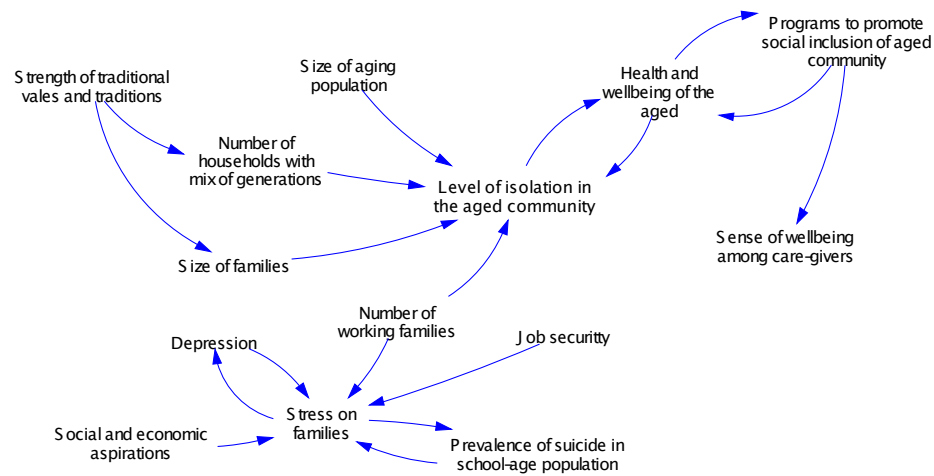 Programs to promote
social inclusion of aged
community
Strength of traditional
vales and traditions
Size of aging
population
Health and
wellbeing of the
aged
Number of
households with
mix of generations
Level of isolation in
the aged community
Sense of wellbeing
among care-givers
Size of families
Number of
working families
Job securitty
Depression
Stress on
families
Social and economic
aspirations
Prevalence of suicide in
school-age population